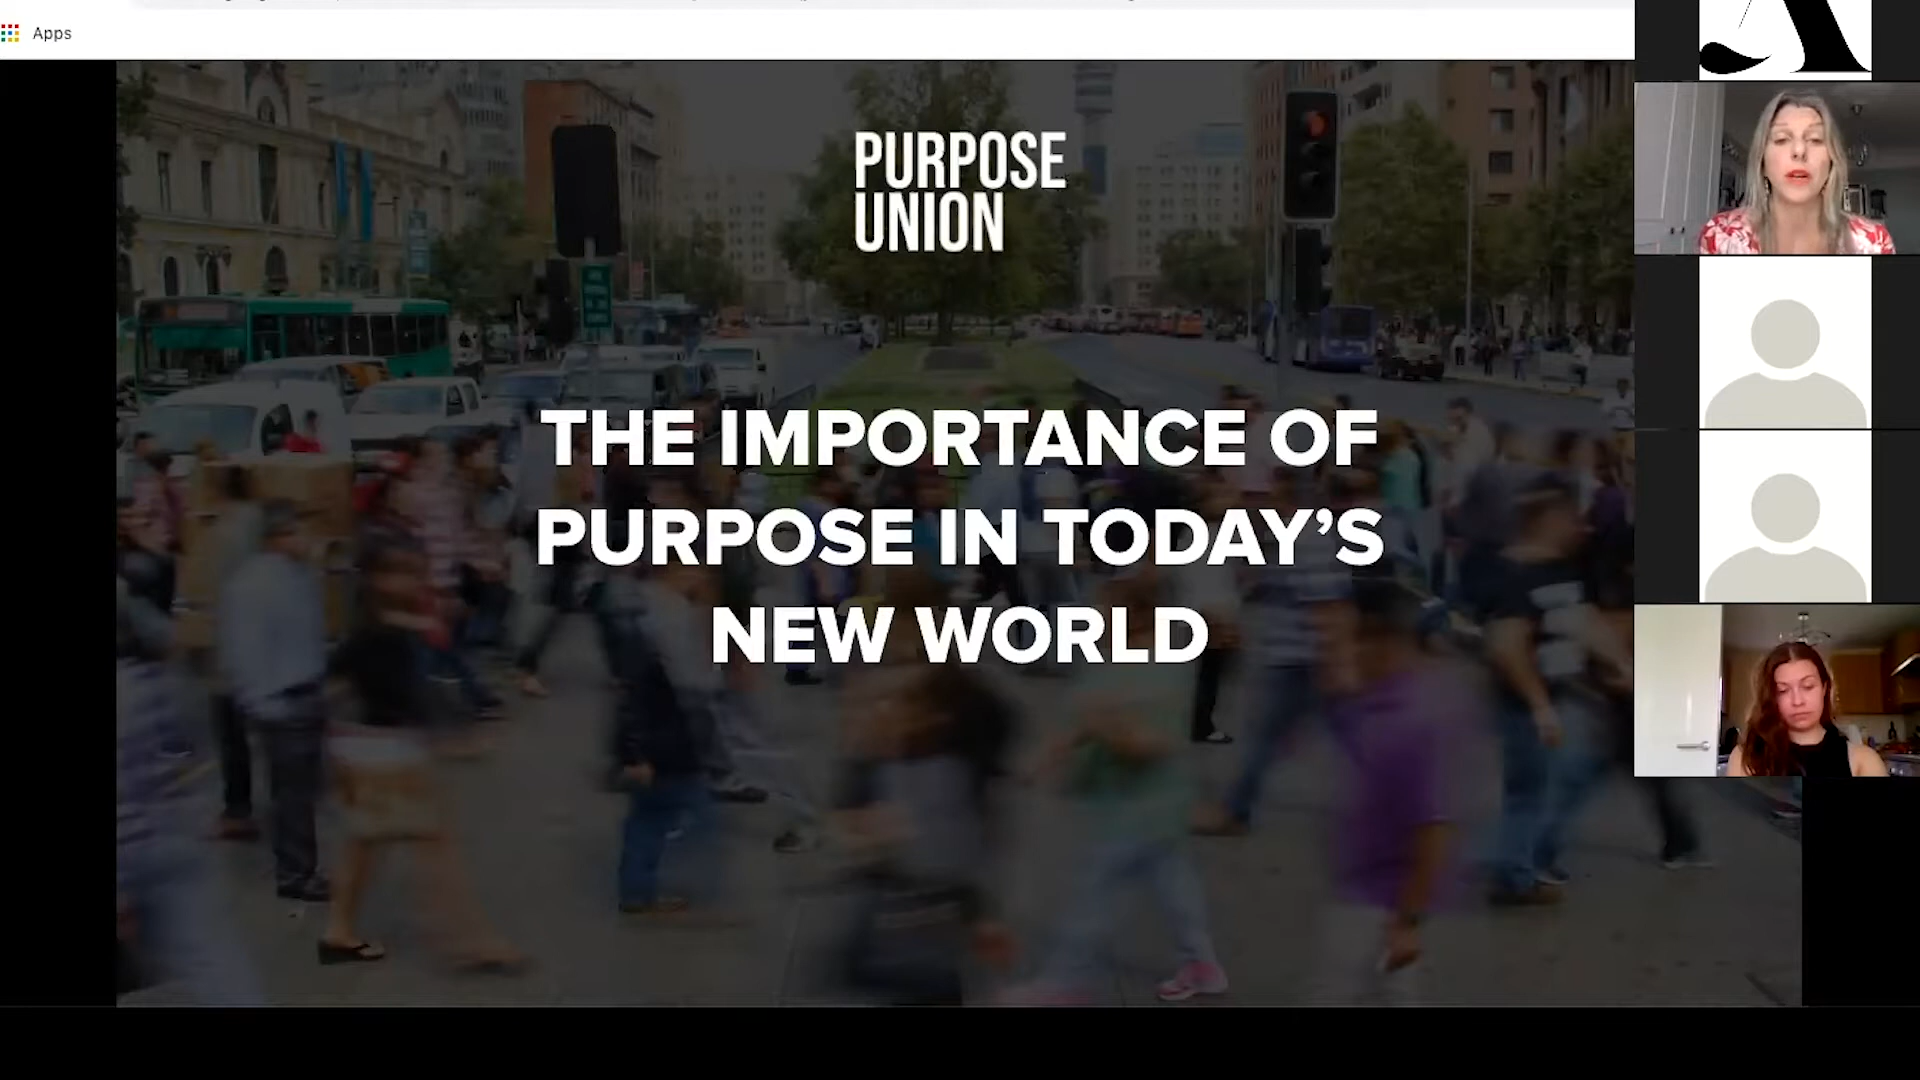 Apps
PURPOSE
UNION
THE IMPORTANCE OF
PURPOSE IN TODAY’S
NEW WORLD